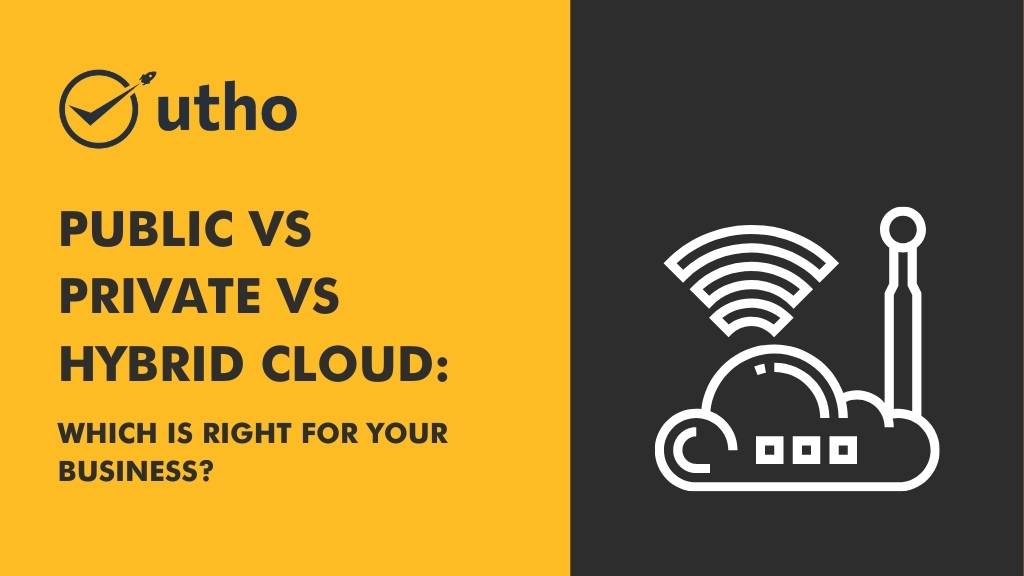 utho
PUBLIC VS
PRIVATE VS
HYBRID CLOUD:
WHICH IS RIGHT FOR YOUR
BUSINESS?